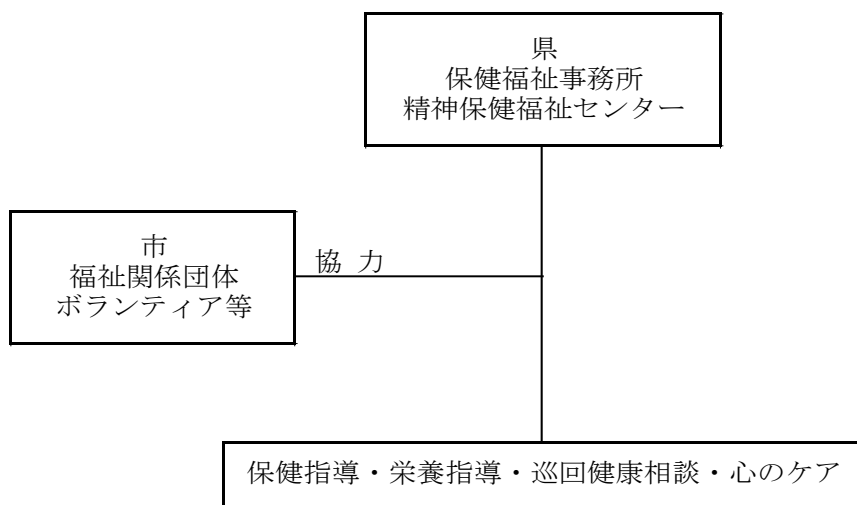 県
保健福祉事務所
精神保健福祉センター
市
福祉関係団体
ボランティア等
協 力
保健指導・栄養指導・巡回健康相談・心のケア